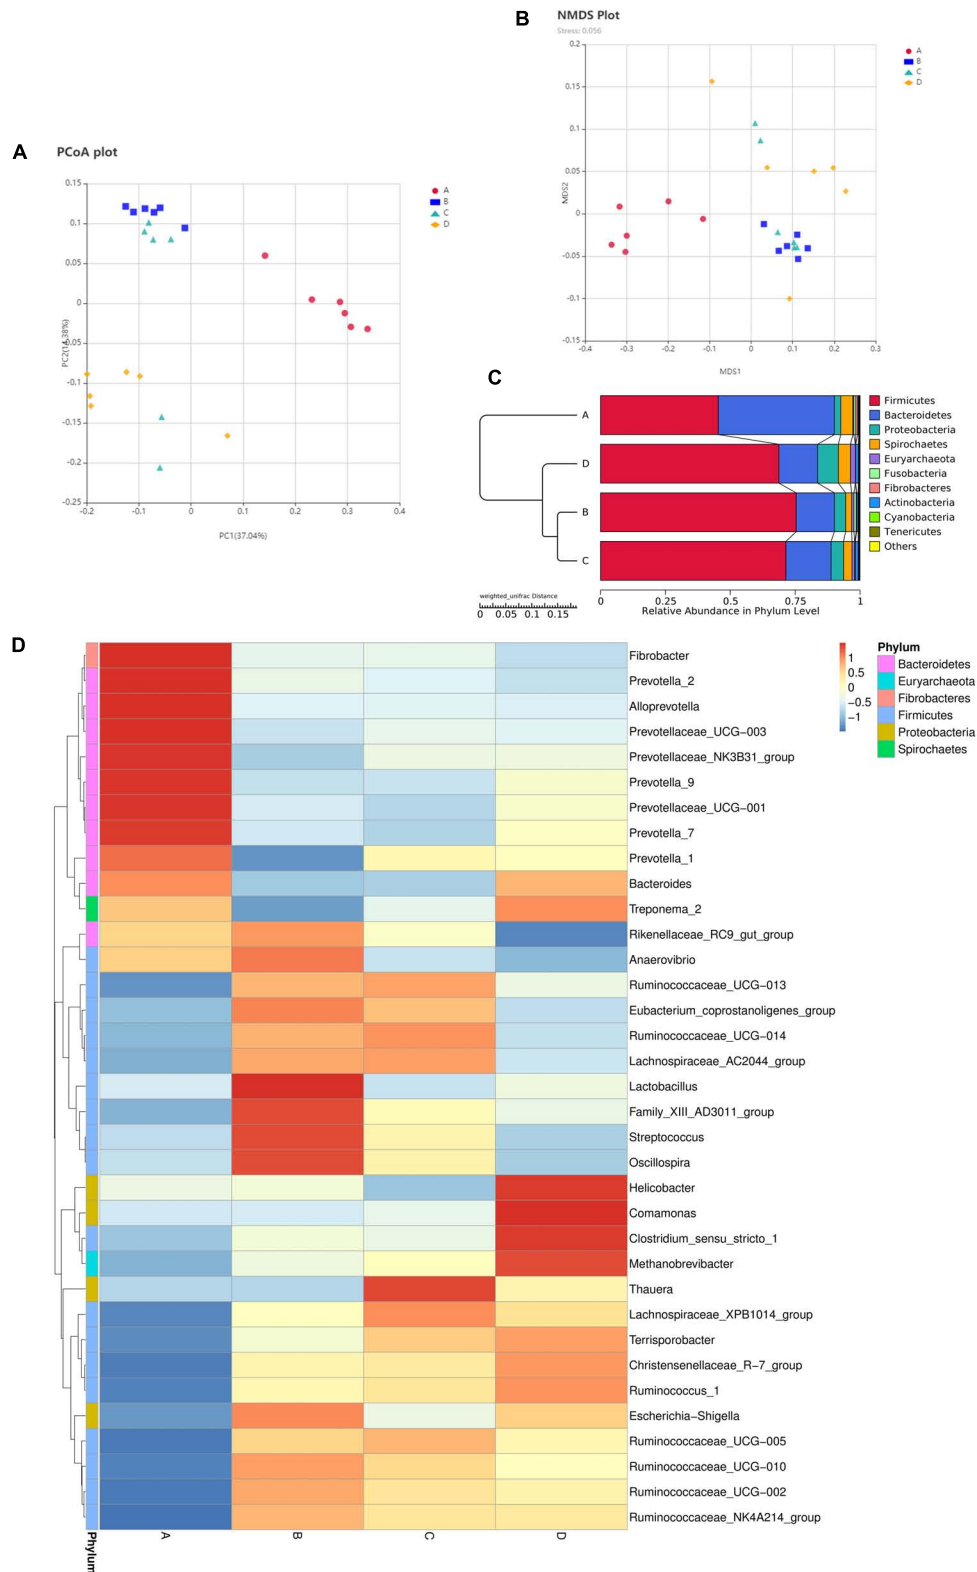 B
NMDS Plot
Stress: 0.056
0.2
0.15
0.1
0.05
0
-0.05
-0.1
-0.15
-0.4
-0.3
-0.2
-0.1
0
0.1
0.2
0.3
MDS2
MDS1
A
B
C
D
A
PCoA plot
0.15
0.1
0.05
0
-0.05
-0.1
-0.15
-0.2
-0.25
-0.2
-0.1
0
0.1
0.2
0.3
0.4
PC2(14.38%)
PC1(37.04%)
A
B
C
D
C
A
D
B
C
weighted_unifrac Distance
0 0.05 0.1 0.15
0 0.25 0.5 0.75 1
Relative Abundance in Phylum Level
Firmicutes
Bacteroidetes
Proteobacteria
Spirochaetes
Euryarchaeota
Fusobacteria
Fibrobacteres
Actinobacteria
Cyanobacteria
Tenericutes
Others
D
Fibrobacter
Prevotella_2
Alloprevotella
Prevotellaceae_UCG-003
Prevotellaceae_NK3B31_group
Prevotella_9
Prevotellaceae_UCG-001
Prevotella_7
Prevotella_1
Bacteroides
Treponema_2
Rikenellaceae_RC9_gut_group
Anaerovibrio
Ruminococcaceae_UCG-013
Eubacterium_coprostanoligenes_group
Ruminococcaceae_UCG-014
Lachnospiraceae_AC2044_group
Lactobacillus
Family_XIII_AD3011_group
Streptococcus
Oscillospira
Helicobacter
Comamonas
Clostridium_sensu_stricto_1
Methanobrevibacter
Thauera
Lachnospiraceae_XPB1014_group
Terrisporobacter
Christensenellaceae_R-7_group
Ruminococcus_1
Escherichia-Shigella
Ruminococcaceae_UCG-005
Ruminococcaceae_UCG-010
Ruminococcaceae_UCG-002
Ruminococcaceae_NK4A214_group
Phylum
A
B
C
D
1
0.5
0
-0.5
-1
Phylum
Bacteroidetes
Euryarchaeota
Fibrobacteres
Firmicutes
Proteobacteria
Spirochaetes